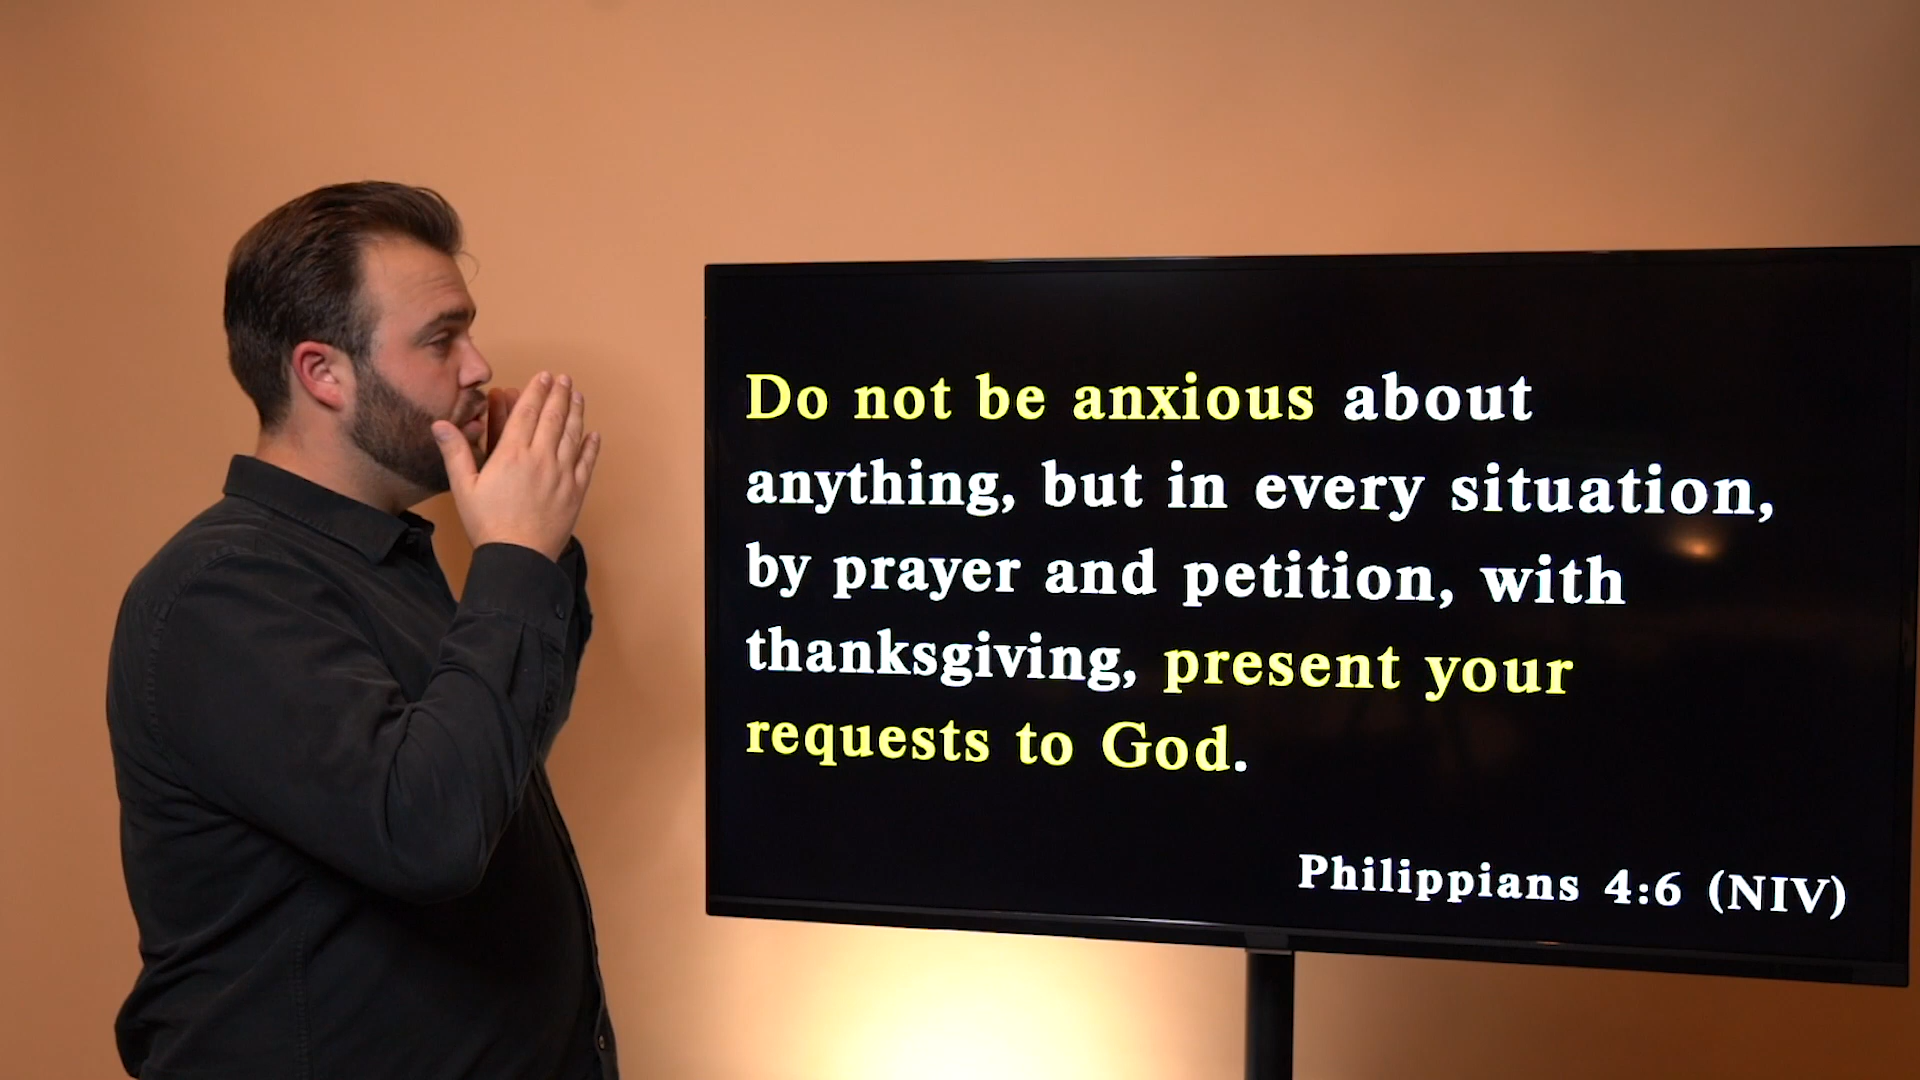 Do not be anxious about
anything, but in every situation,
by prayer and petition, with
thanksgiving, present your
requests to God.
Philippians 4:6 (NIV)